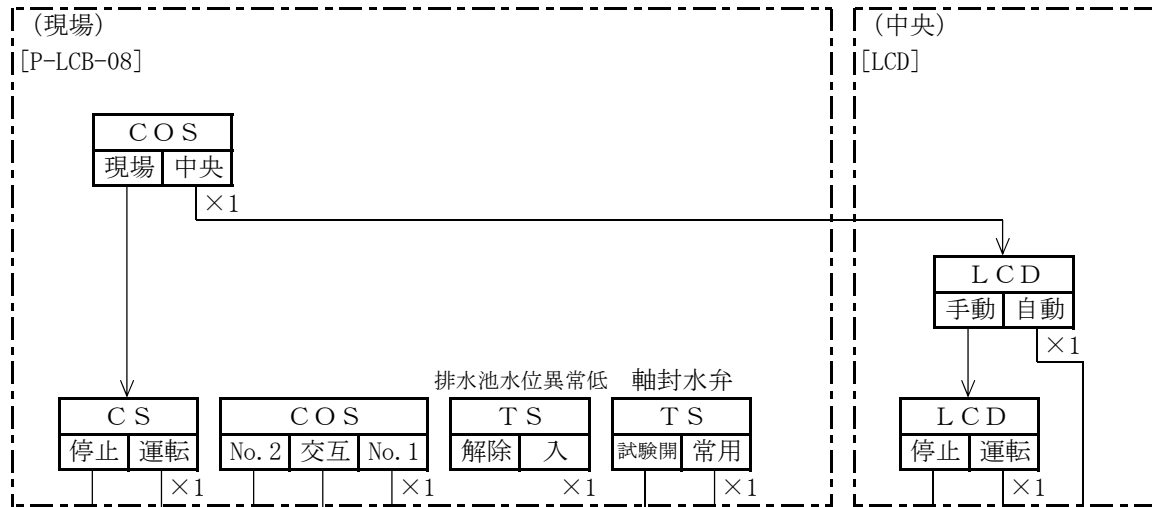 (現場)
(中央)
[P-LCB-08]
[LCD]
COS
現場 中央
×1
LCD
手動 自動
×1
排水池水位異常低 軸封水弁
CS COS TS TS LCD
停止 運転 No.2 交互 No.1 解除 入 試験開 常用 停止 運転
×1 ×1 ×1 ×1 ×1